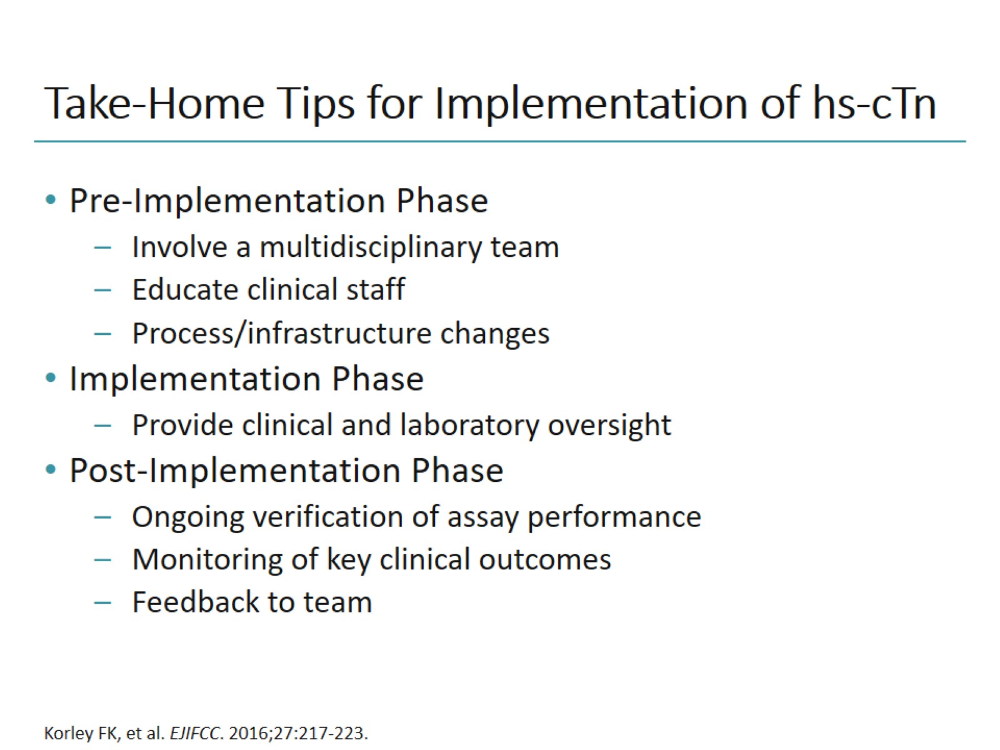 Take-Home Tips for Implementation of hs-cTn
• Pre-Implementation Phase
– Involve a multidisciplinary team
– Educate clinical staff
– Process/infrastructure changes
• Implementation Phase
– Provide clinical and laboratory oversight
• Post-Implementation Phase
– Ongoing verification of assay performance
– Monitoring of key clinical outcomes
– Feedback to team
Korley FK, et al. EJIFCC. 2016;27:217-223.